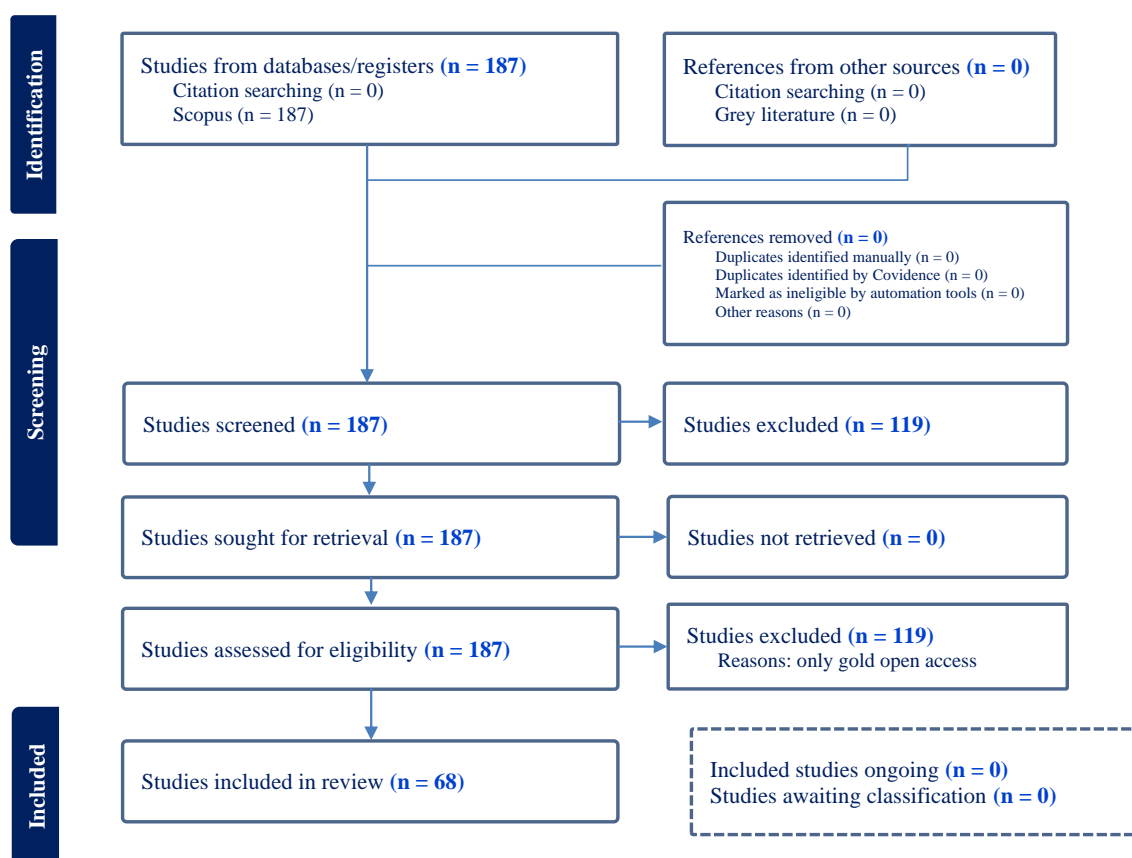 Identification
Studies from databases/registers (n = 187)
Citation searching (n = 0)
Scopus (n = 187)
References from other sources (n = 0)
Citation searching (n = 0)
Grey literature (n = 0)
References removed (n = 0)
Duplicates identified manually (n = 0)
Duplicates identified by Covidence (n = 0)
Marked as ineligible by automation tools (n = 0)
Other reasons (n = 0)
Screening
Studies screened (n = 187)
Studies excluded (n = 119)
Studies sought for retrieval (n = 187)
Studies not retrieved (n = 0)
Studies assessed for eligibility (n = 187)
Studies excluded (n = 119)
Reasons: only gold open access
Included
Studies included in review (n = 68)
Included studies ongoing (n = 0)
Studies awaiting classification (n = 0)